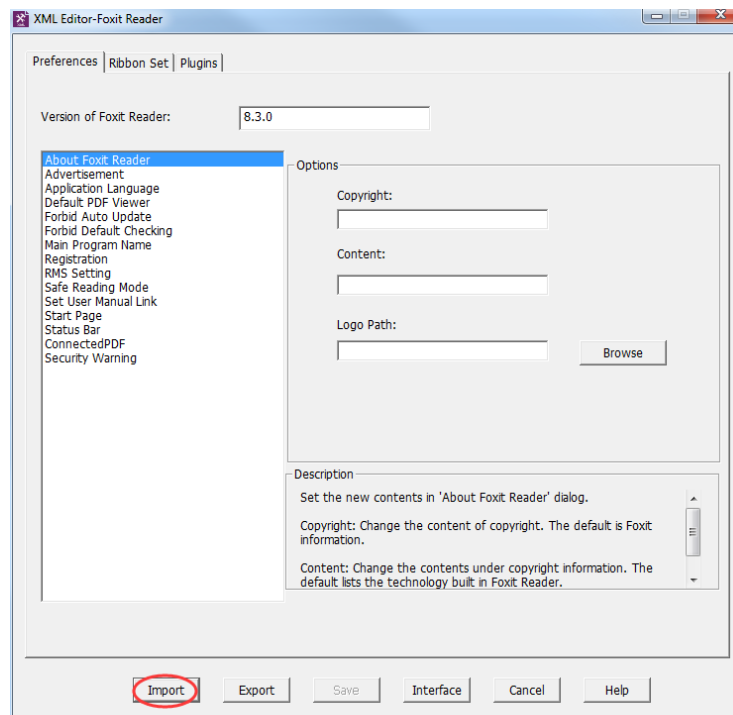 XML Editor-Foxit Reader
Preferences
Ribbon Set
Plugins
Version of Foxit Reader:
8.3.0
About Foxit Reader
Advertisement
Application Language
Default PDF Viewer
Forbid Auto Update
Forbid Default Checking
Main Program Name
Registration
RMS Setting
Safe Reading Mode
Set User Manual Link
Start Page
Status Bar
ConnectedPDF
Security Warning
Options
Copyright:
Content:
Logo Path:
Browse
Description
Set the new contents in 'About Foxit Reader' dialog.
Copyright: Change the content of copyright. The default is Foxit
information.
Content: Change the contents under copyright information. The
default lists the technology built in Foxit Reader.
Import
Export
Save
Interface
Cancel
Help